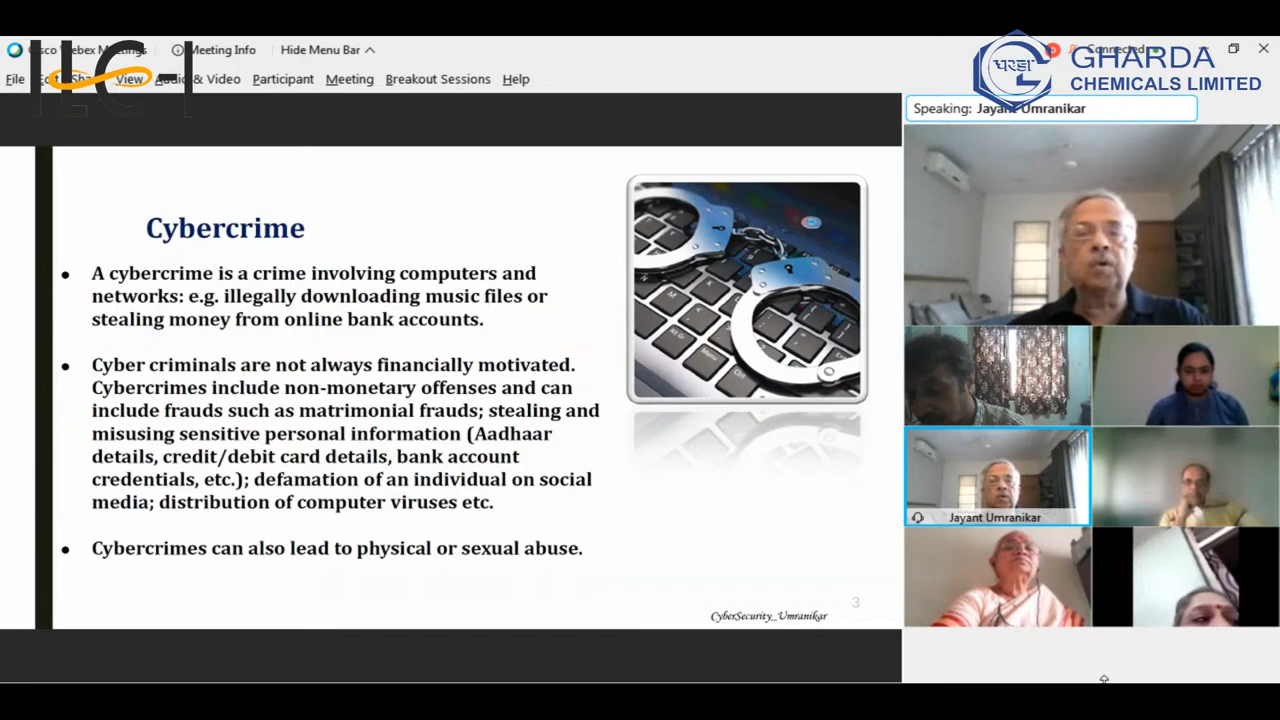 Cisco Webex Meetings Meeting Info Hide Menu Bar Connected
ILC-I
घरडा
GHARDA
CHEMICALS LIMITED
File Edit Share View Audio & Video Participant Meeting Breakout Sessions Help
Speaking: Jayant Umranikar
Cybercrime
• A cybercrime is a crime involving computers and
networks: e.g. illegally downloading music files or
stealing money from online bank accounts.
• Cyber criminals are not always financially motivated.
Cybercrimes include non-monetary offenses and can
include frauds such as matrimonial frauds; stealing and
misusing sensitive personal information (Aadhaar
details, credit/debit card details, bank account
credentials, etc.); defamation of an individual on social
media; distribution of computer viruses etc.
• Cybercrimes can also lead to physical or sexual abuse.
Jayant Umranikar
3
CyberSecurity_Umranikar